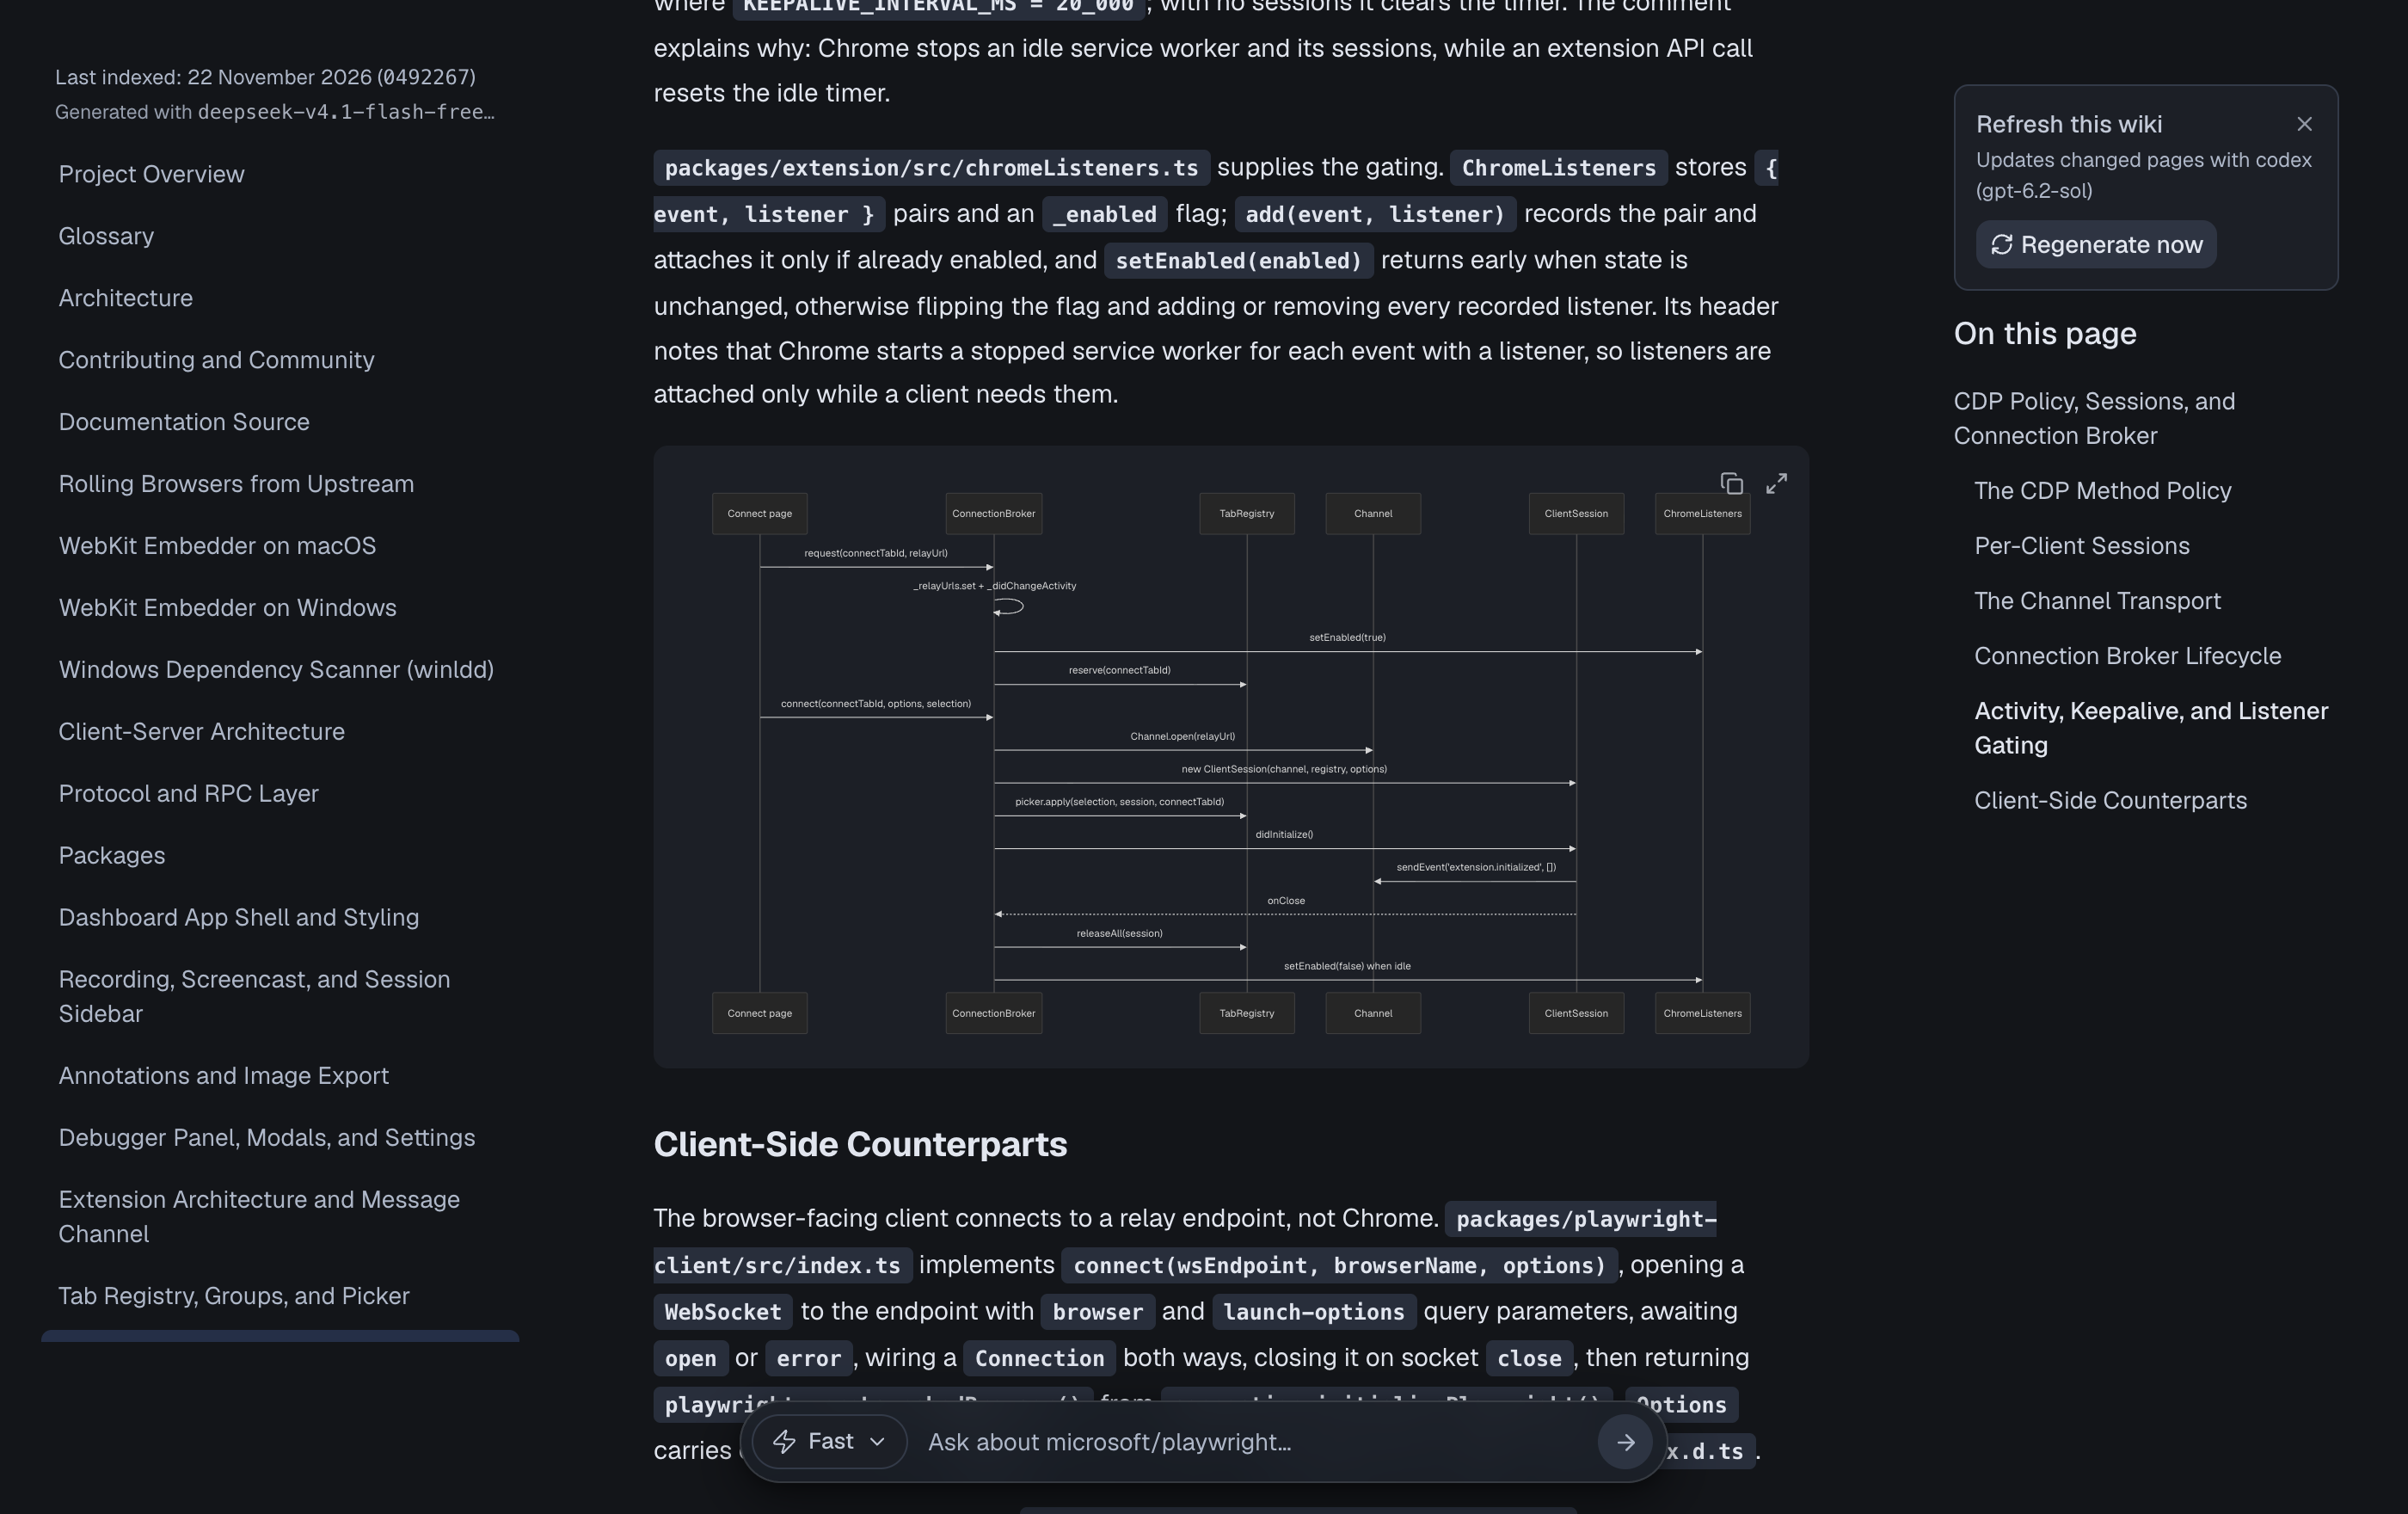 Last indexed: 22 November 2026 (0492267)
Generated with deepseek-v4.1-flash-free…
Project Overview
Glossary
Architecture
Contributing and Community
Documentation Source
Rolling Browsers from Upstream
WebKit Embedder on macOS
WebKit Embedder on Windows
Windows Dependency Scanner (winldd)
Client-Server Architecture
Protocol and RPC Layer
Packages
Dashboard App Shell and Styling
Recording, Screencast, and Session
Sidebar
Annotations and Image Export
Debugger Panel, Modals, and Settings
Extension Architecture and Message
Channel
Tab Registry, Groups, and Picker
where KEEPALIVE_INTERVAL_MS = 20_000 ; with no sessions it clears the timer. The comment
explains why: Chrome stops an idle service worker and its sessions, while an extension API call
resets the idle timer.
packages/extension/src/chromeListeners.ts supplies the gating. ChromeListeners stores {
event, listener } pairs and an _enabled flag; add(event, listener) records the pair and
attaches it only if already enabled, and setEnabled(enabled) returns early when state is
unchanged, otherwise flipping the flag and adding or removing every recorded listener. Its header
notes that Chrome starts a stopped service worker for each event with a listener, so listeners are
attached only while a client needs them.
Connect page ConnectionBroker TabRegistry Channel ClientSession ChromeListeners
request(connectTabId, relayUrl)
_relayUrls.set + _didChangeActivity
setEnabled(true)
reserve(connectTabId)
connect(connectTabId, options, selection)
Channel.open(relayUrl)
new ClientSession(channel, registry, options)
picker.apply(selection, session, connectTabId)
didInitialize()
sendEvent('extension.initialized', [])
onClose
releaseAll(session)
setEnabled(false) when idle
Connect page ConnectionBroker TabRegistry Channel ClientSession ChromeListeners
Client-Side Counterparts
The browser-facing client connects to a relay endpoint, not Chrome. packages/playwright-
client/src/index.ts implements connect(wsEndpoint, browserName, options) , opening a
WebSocket to the endpoint with browser and launch-options query parameters, awaiting
open or error , wiring a Connection both ways, closing it on socket close , then returning
Options
carries x.d.ts .
Fast Ask about microsoft/playwright…
Refresh this wiki
Updates changed pages with codex
(gpt-6.2-sol)
Regenerate now
On this page
CDP Policy, Sessions, and
Connection Broker
The CDP Method Policy
Per-Client Sessions
The Channel Transport
Connection Broker Lifecycle
Activity, Keepalive, and Listener
Gating
Client-Side Counterparts